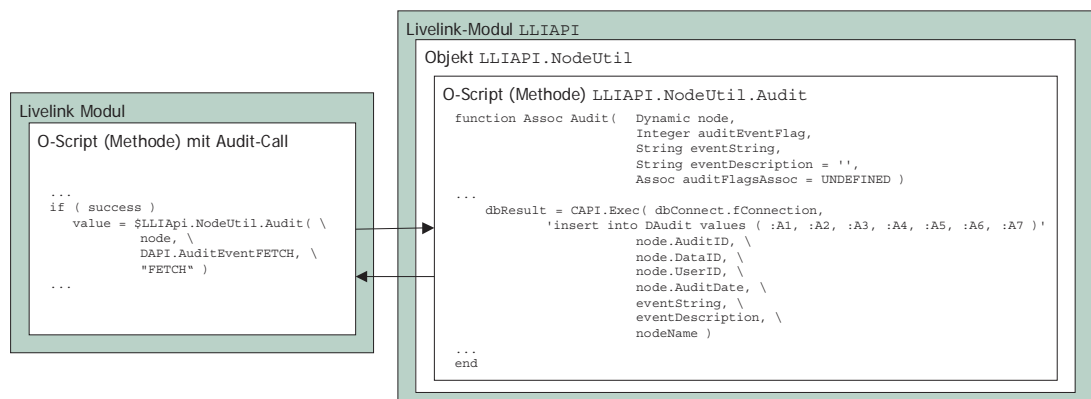 Livelink Modul
O-Script (Methode) mit Audit-Call
...
if ( success )
value = $LLIApi.NodeUtil.Audit( \
node, \
DAPI.AuditEventFETCH, \
"FETCH“ )
...
Livelink-Modul LLIAPI
Objekt LLIAPI.NodeUtil
O-Script (Methode) LLIAPI.NodeUtil.Audit
function Assoc Audit( Dynamic node,
Integer auditEventFlag,
String eventString,
String eventDescription = '',
Assoc auditFlagsAssoc = UNDEFINED )
...
dbResult = CAPI.Exec( dbConnect.fConnection,
'insert into DAudit values ( :A1, :A2, :A3, :A4, :A5, :A6, :A7 )'
node.AuditID, \
node.DataID, \
node.UserID, \
node.AuditDate, \
eventString, \
eventDescription, \
nodeName )
...
end